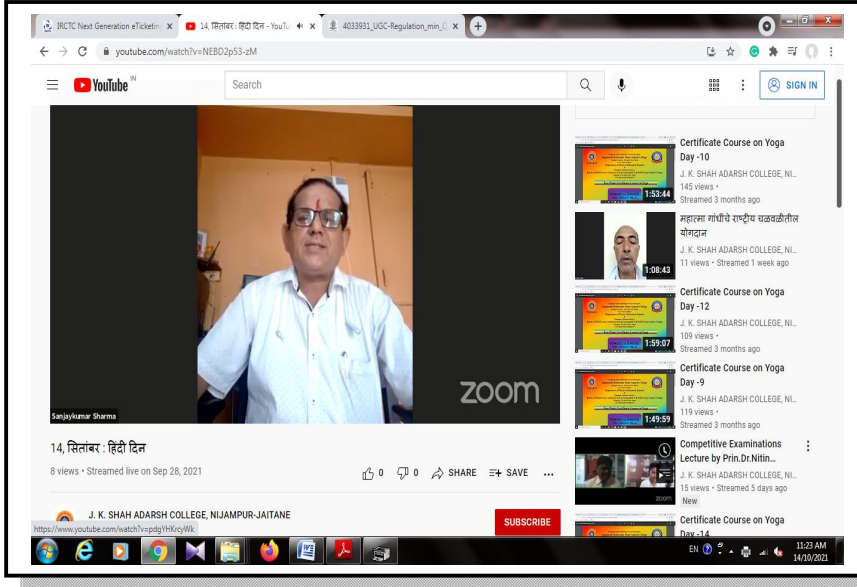 IRCTC Next Generation eTicketing
14, सितांबर : हिंदी दिन - YouTu
4033931_UGC-Regulation_min_
youtube.com/watch?v=NEBD2p53-zM
YouTube IN
Search
SIGN IN
zoom
Sanjaykumar Sharma
14, सितांबर : हिंदी दिन
8 views • Streamed live on Sep 28, 2021
0
0
SHARE
SAVE
J. K. SHAH ADARSH COLLEGE, NIJAMPUR-JAITANE
SUBSCRIBE
https://www.youtube.com/watch?v=pdgYHKrcyWk
Certificate Course on Yoga
Day -10
J. K. SHAH ADARSH COLLEGE, NI...
145 views •
Streamed 3 months ago
1:53:44
महात्मा गांधींचे राष्ट्रीय चळवळीतील
योगदान
J. K. SHAH ADARSH COLLEGE, NI...
11 views • Streamed 1 week ago
1:08:43
Certificate Course on Yoga
Day -12
J. K. SHAH ADARSH COLLEGE, NI...
109 views •
Streamed 3 months ago
1:59:07
Certificate Course on Yoga
Day -9
J. K. SHAH ADARSH COLLEGE, NI...
119 views •
Streamed 3 months ago
1:49:59
Competitive Examinations
Lecture by Prin.Dr.Nitin...
J. K. SHAH ADARSH COLLEGE, NI...
15 views • Streamed 5 days ago
New
zoom
Certificate Course on Yoga
Day -14
EN
11:23 AM
14/10/2021